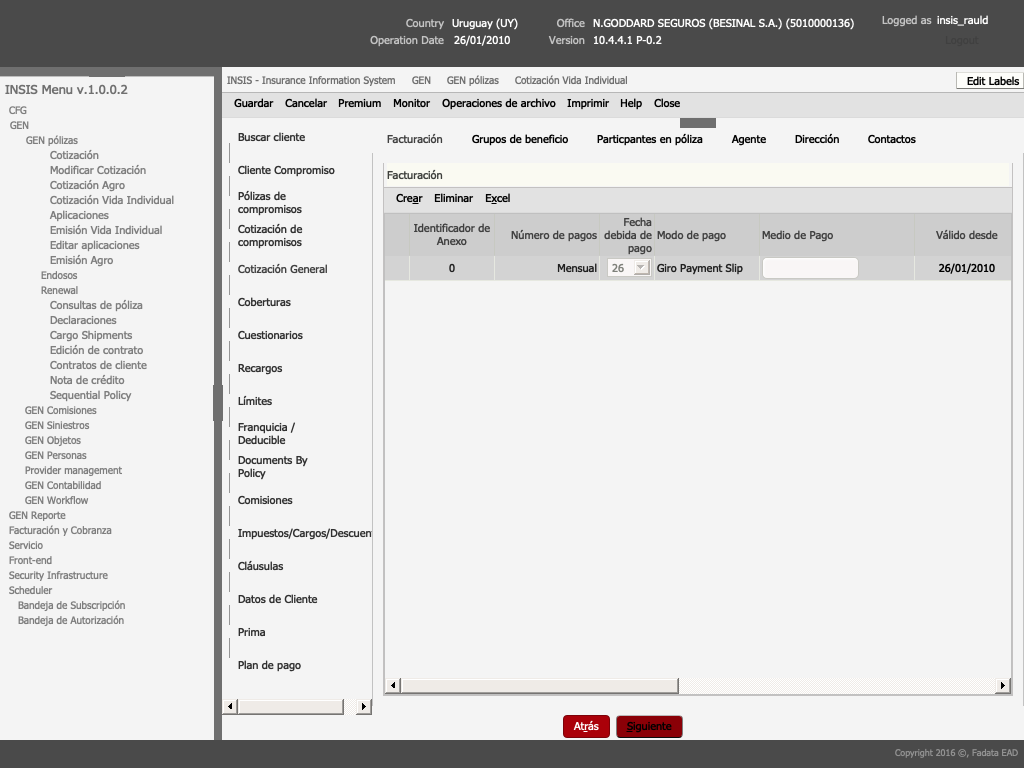 Country Uruguay (UY) Office N.GODDARD SEGUROS (BESINAL S.A.) (5010000136) Logged as insis_rauld
Operation Date 26/01/2010 Version 10.4.4.1 P-0.2 Logout
INSIS Menu v.1.0.0.2
CFG
GEN
GEN pólizas
Cotización
Modificar Cotización
Cotización Agro
Cotización Vida Individual
Aplicaciones
Emisión Vida Individual
Editar aplicaciones
Emisión Agro
Endosos
Renewal
Consultas de póliza
Declaraciones
Cargo Shipments
Edición de contrato
Contratos de cliente
Nota de crédito
Sequential Policy
GEN Comisiones
GEN Siniestros
GEN Objetos
GEN Personas
Provider management
GEN Contabilidad
GEN Workflow
GEN Reporte
Facturación y Cobranza
Servicio
Front-end
Security Infrastructure
Scheduler
Bandeja de Subscripción
Bandeja de Autorización
INSIS - Insurance Information System GEN GEN pólizas Cotización Vida Individual
Edit Labels
Guardar Cancelar Premium Monitor Operaciones de archivo Imprimir Help Close
Buscar cliente
Cliente Compromiso
Pólizas de
compromisos
Cotización de
compromisos
Cotización General
Coberturas
Cuestionarios
Recargos
Límites
Franquicia /
Deducible
Documents By
Policy
Comisiones
Impuestos/Cargos/Descuen
Cláusulas
Datos de Cliente
Prima
Plan de pago
Facturación Grupos de beneficio Particpantes en póliza Agente Dirección Contactos
Facturación
Crear Eliminar Excel
Identificador de
Anexo
Número de pagos
Fecha
debida de
pago
Modo de pago
Medio de Pago
Válido desde
0 Mensual 26 Giro Payment Slip 26/01/2010
Atrás Siguiente
Copyright 2016 ©, Fadata EAD